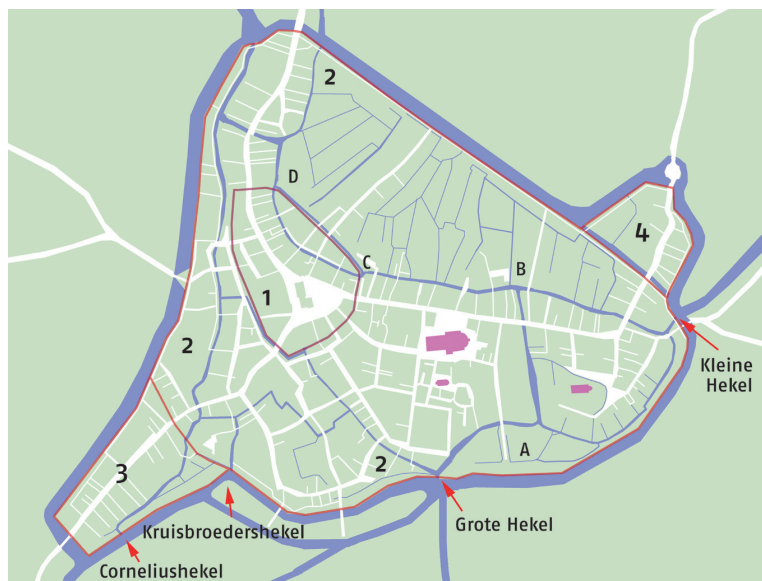 2
D
4
C
B
1
2
Kleine
Hekel
A
2
3
Grote Hekel
Kruisbroedershekel
Corneliushekel